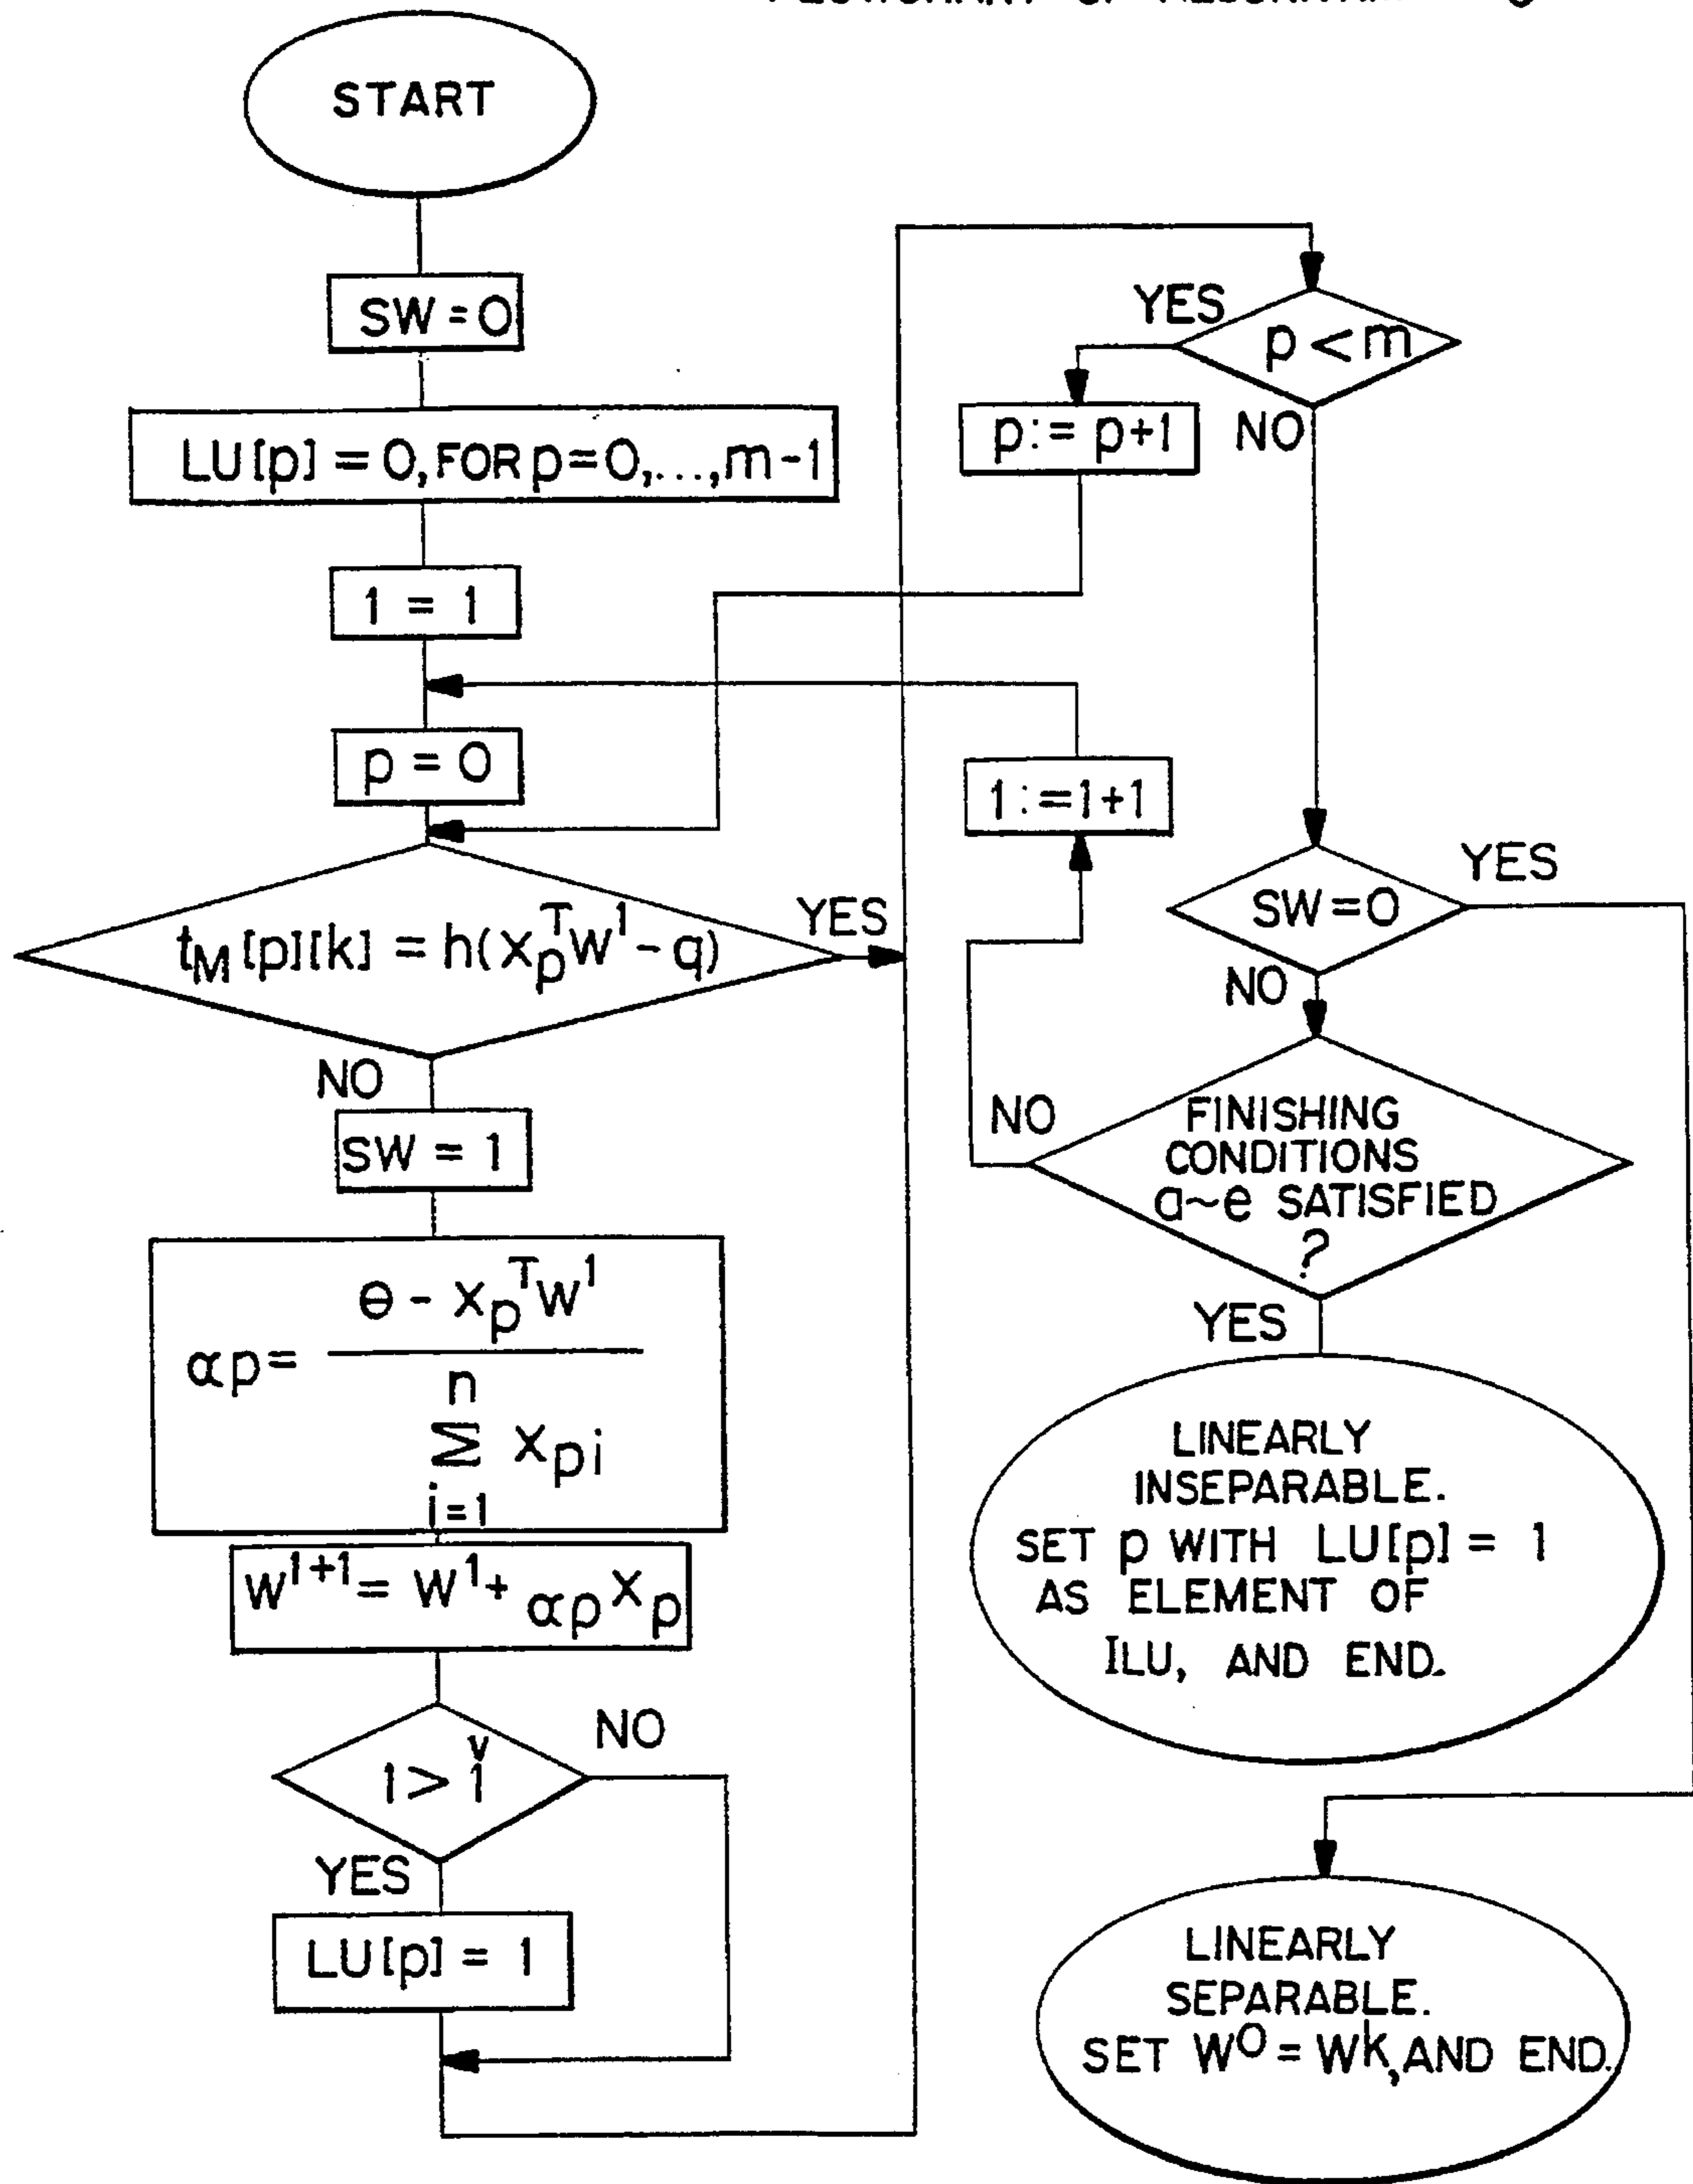 START
SW = 0
LU[p] = 0, FOR p = 0,..., m-1
1 = 1
p = 0
t_M[p][k] = h(x_p^T W^1 - q)
YES
NO
SW = 1
αp = (θ - x_p^T W^1) / (Σ_{i=1}^{n} x_pi)
W^{1+1} = W^1 + αp x_p
1 > 1̌
NO
YES
LU[p] = 1
YES
p < m
p := p+1
NO
1 := 1+1
SW = 0
YES
NO
FINISHING
CONDITIONS
a~e SATISFIED
?
NO
YES
LINEARLY
INSEPARABLE.
SET p WITH LU[p] = 1
AS ELEMENT OF
ILU, AND END.
LINEARLY
SEPARABLE.
SET W^O = Wk, AND END.